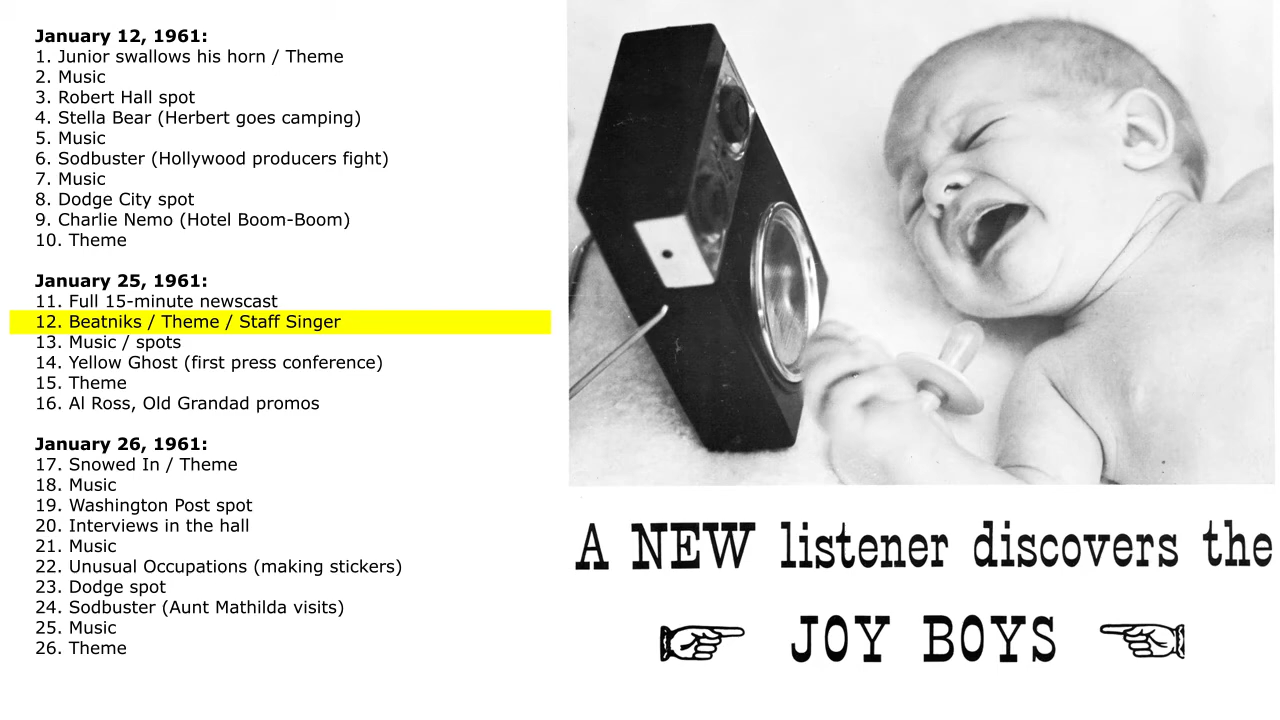 January 12, 1961:
1. Junior swallows his horn / Theme
2. Music
3. Robert Hall spot
4. Stella Bear (Herbert goes camping)
5. Music
6. Sodbuster (Hollywood producers fight)
7. Music
8. Dodge City spot
9. Charlie Nemo (Hotel Boom-Boom)
10. Theme
January 25, 1961:
11. Full 15-minute newscast
12. Beatniks / Theme / Staff Singer
13. Music / spots
14. Yellow Ghost (first press conference)
15. Theme
16. Al Ross, Old Grandad promos
January 26, 1961:
17. Snowed In / Theme
18. Music
19. Washington Post spot
20. Interviews in the hall
21. Music
22. Unusual Occupations (making stickers)
23. Dodge spot
24. Sodbuster (Aunt Mathilda visits)
25. Music
26. Theme
A NEW listener discovers the
JOY BOYS